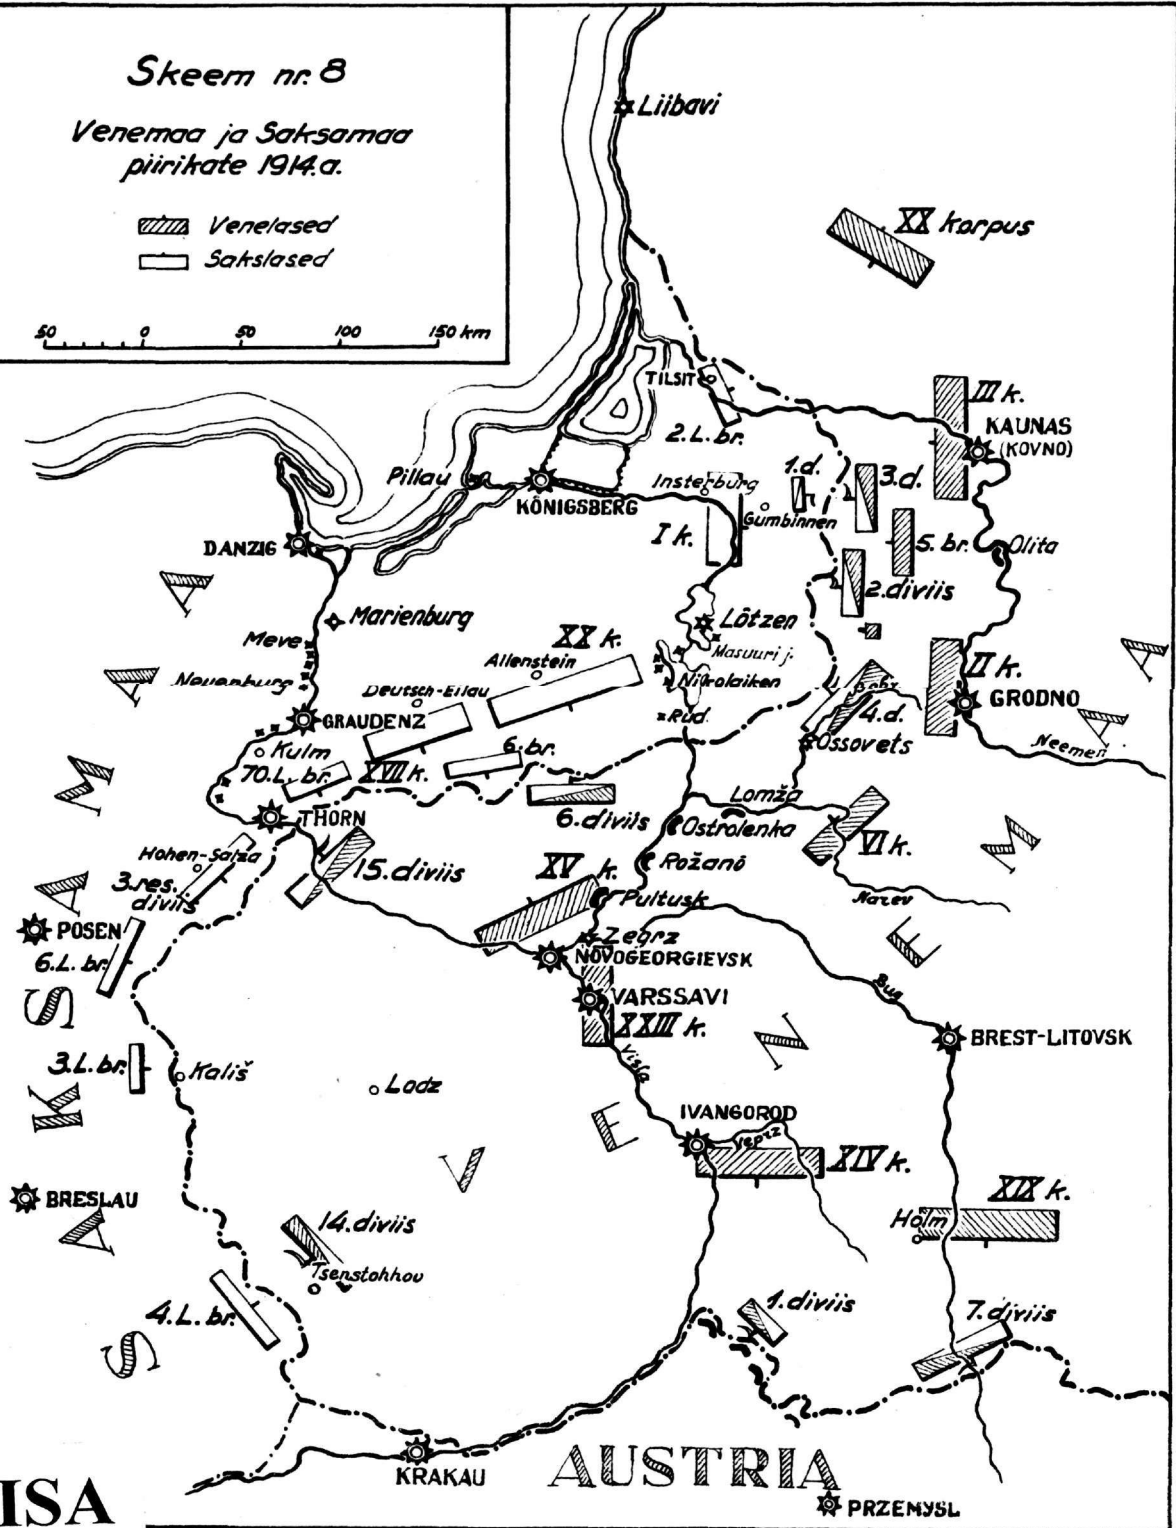 Skeem nr. 8
Venemaa ja Saksamaa
piirikate 1914.a.
Venelased
Sakslased
50 0 50 100 150 km
Liibavi
XX korpus
TILSIT
2.L.br.
III k.
KAUNAS
(KOVNO)
Pillau
KÖNIGSBERG
Insterburg
Gumbinnen
1.d.
3.d.
I k.
5.br.
Olita
2.diviis
DANZIG
Marienburg
Meve
Neuenburg
GRAUDENZ
Kulm
XX k.
Allenstein
Deutsch-Eilau
Lötzen
Masuuri j.
Nikolaiken
Rud.
II k.
GRODNO
Neemen
Bobr
4.d.
Ossovets
70.L.br.
XVII k.
6.br.
6.diviis
THORN
Lomža
Ostrolenka
Rožanõ
VI k.
Narev
Hohen-Salza
3.res.
diviis
15.diviis
XV k.
Pultusk
Zegrz
NOVOGEORGIEVSK
VARSSAVI
XXIII k.
Visla
Bug
BREST-LITOVSK
POSEN
6.L.br.
3.L.br.
Kališ
Lodz
IVANGOROD
Veprz
XIV k.
XIX k.
Holm
BRESLAU
14.diviis
Tsenstohhov
4.L.br.
1.diviis
7.diviis
KRAKAU
SAKSAMAA
VENEMAA
AUSTRIA
PRZEMYSL
ISA